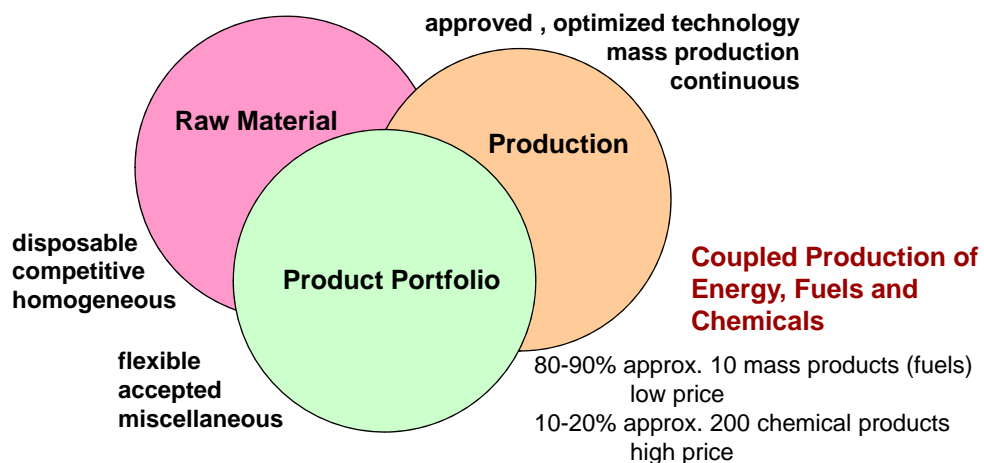 approved , optimized technology
mass production
continuous
Raw Material
Production
disposable
competitive
homogeneous
Product Portfolio
Coupled Production of
Energy, Fuels and
Chemicals
flexible
accepted
miscellaneous
80-90% approx. 10 mass products (fuels)
low price
10-20% approx. 200 chemical products
high price